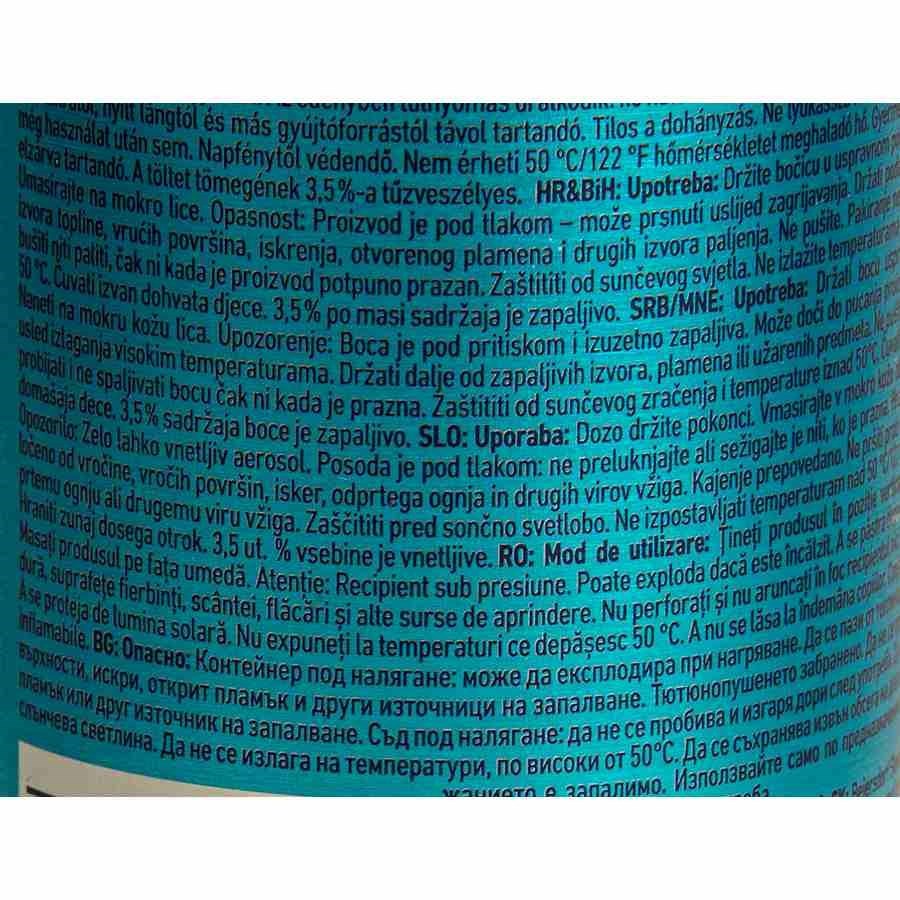 nyílt lángtól és más gyújtóforrástól távol tartandó. Tilos a dohányzás. Ne
még használat után sem. Napfénytől védendő. Nem érheti 50 °C/122 °F hőmérsékletet meghaladó hő.
elzárva tartandó. A töltet tömegének 3,5%-a tűzveszélyes. HR&BiH: Upotreba: Držite bočicu u uspravnom
Umasirajte na mokro lice. Opasnost: Proizvod je pod tlakom – može prsnuti uslijed zagrijavanja. Držati
izvora topline, vrućih površina, iskrenja, otvorenog plamena i drugih izvora paljenja. Ne pušite.
bušiti niti paliti, čak ni kada je proizvod potpuno prazan. Zaštititi od sunčevog svjetla. Ne izlažite temperaturama
50 °C. Čuvati izvan dohvata djece. 3,5% po masi sadržaja je zapaljivo. SRB/MNE: Upotreba: Držati bocu
Naneti na mokru kožu lica. Upozorenje: Boca je pod pritiskom i izuzetno zapaljiva. Može doći do pucanja
usled izlaganja visokim temperaturama. Držati dalje od zapaljivih izvora, plamena ili užarenih predmeta. Ne
probijati i ne spaljivati bocu čak ni kada je prazna. Zaštititi od sunčevog zračenja i temperature iznad 50°C.
domašaja dece. 3,5% sadržaja boce je zapaljivo. SLO: Uporaba: Dozo držite pokonci. Vmasirajte v mokro kožo
Opozorilo: Zelo lahko vnetljiv aerosol. Posoda je pod tlakom: ne preluknjajte ali sežigajte je niti, ko je prazna.
ločeno od vročine, vročih površin, isker, odprtega ognja in drugih virov vžiga. Kajenje prepovedano. Ne
prtemu ognju ali drugemu viru vžiga. Zaščititi pred sončno svetlobo. Ne izpostavljati temperaturam nad 50 °C
Hraniti zunaj dosega otrok. 3,5 ut. % vsebine je vnetljive. RO: Mod de utilizare: Țineți produsul în poziție
Masați produsul pe fața umedă. Atenție: Recipient sub presiune. Poate exploda dacă este încălzit. A se
dură, suprafețe fierbinți, scântei, flăcări și alte surse de aprindere. Nu perforați și nu aruncați în foc
A se proteja de lumina solară. Nu expuneți la temperaturi ce depășesc 50 °C. A nu se lăsa la îndemâna copiilor.
inflamabile. BG: Опасно: Контейнер под налягане: може да експлодира при нагряване. Да се пази от
върхности, искри, открит пламък и други източници на запалване. Тютюнопушенето забранено. Да не се
пламък или друг източник на запалване. Съд под налягане: да не се пробива и изгаря дори след употреба.
слънчева светлина. Да не се излага на температури, по високи от 50°C. Да се съхранява извън обсега на
е запалимо. Използвайте само по